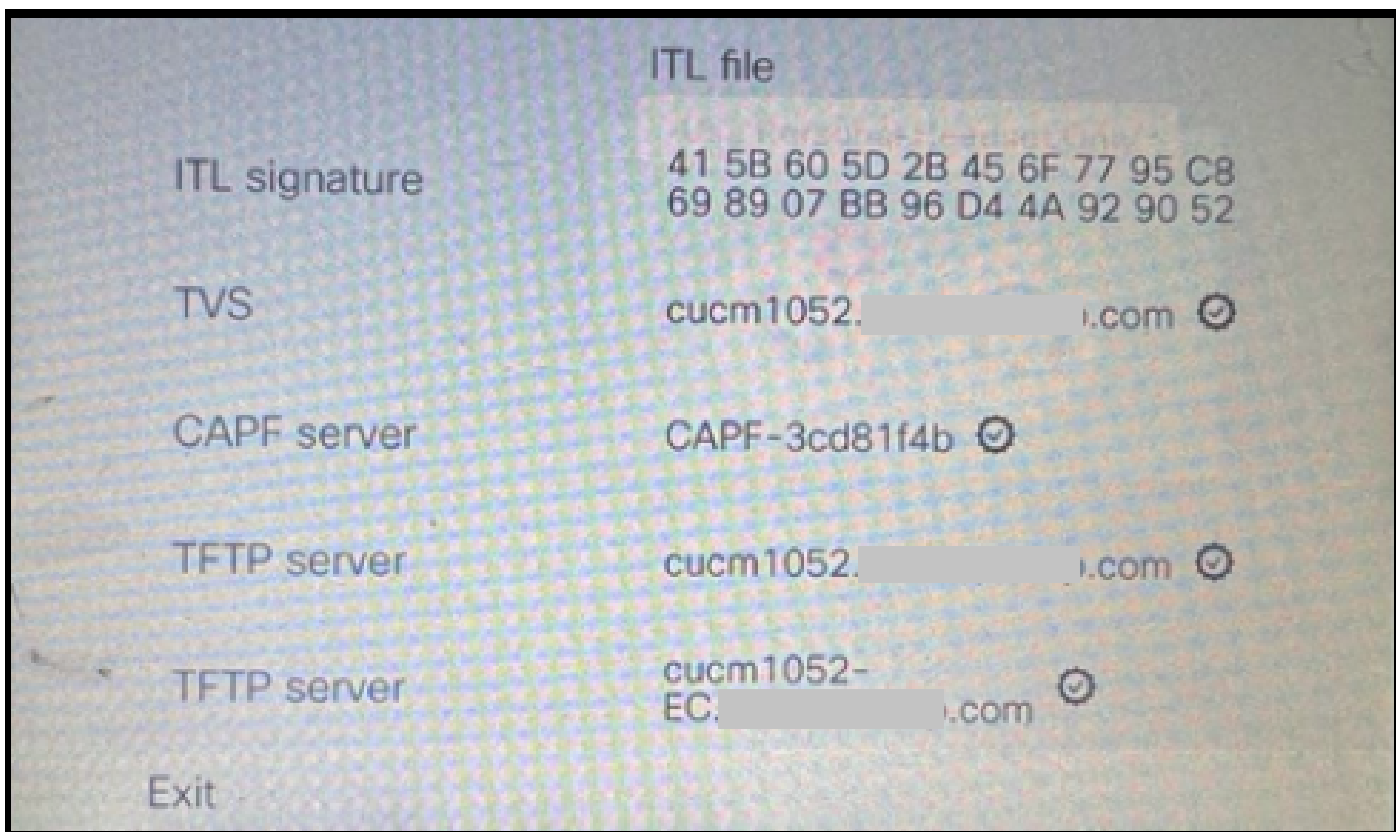 ITL file
ITL signature
41 5B 60 5D 2B 45 6F 77 95 C8
69 89 07 BB 96 D4 4A 92 90 52
TVS
cucm1052. .com
CAPF server
CAPF-3cd81f4b
TFTP server
cucm1052. .com
TFTP server
cucm1052-
EC. .com
Exit